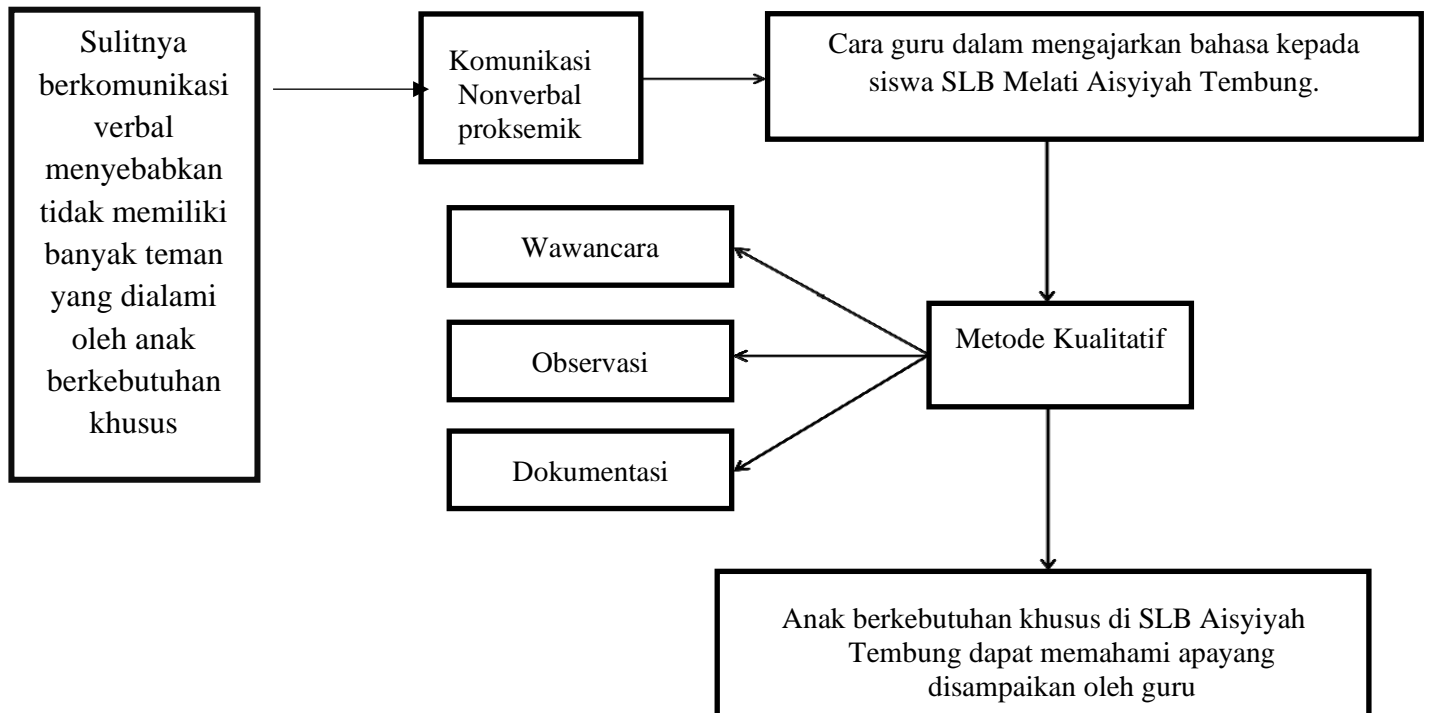 Sulitnya
berkomunikasi
verbal
menyebabkan
tidak memiliki
banyak teman
yang dialami
oleh anak
berkebutuhan
khusus
Komunikasi
Nonverbal
proksemik
Cara guru dalam mengajarkan bahasa kepada
siswa SLB Melati Aisyiyah Tembung.
Wawancara
Observasi
Dokumentasi
Metode Kualitatif
Anak berkebutuhan khusus di SLB Aisyiyah
Tembung dapat memahami apayang
disampaikan oleh guru